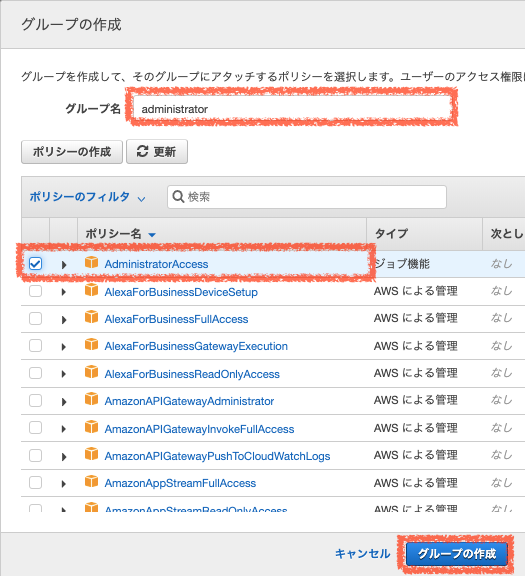 グループの作成
グループを作成して、そのグループにアタッチするポリシーを選択します。ユーザーのアクセス権限
グループ名 administrator
ポリシーの作成 更新
ポリシーのフィルタ 検索
ポリシー名 タイプ 次とし
AdministratorAccess ジョブ機能 なし
AlexaForBusinessDeviceSetup AWS による管理 なし
AlexaForBusinessFullAccess AWS による管理 なし
AlexaForBusinessGatewayExecution AWS による管理 なし
AlexaForBusinessReadOnlyAccess AWS による管理 なし
AmazonAPIGatewayAdministrator AWS による管理 なし
AmazonAPIGatewayInvokeFullAccess AWS による管理 なし
AmazonAPIGatewayPushToCloudWatchLogs AWS による管理 なし
AmazonAppStreamFullAccess AWS による管理 なし
AmazonAppStreamReadOnlyAccess AWS による管理 なし
キャンセル グループの作成